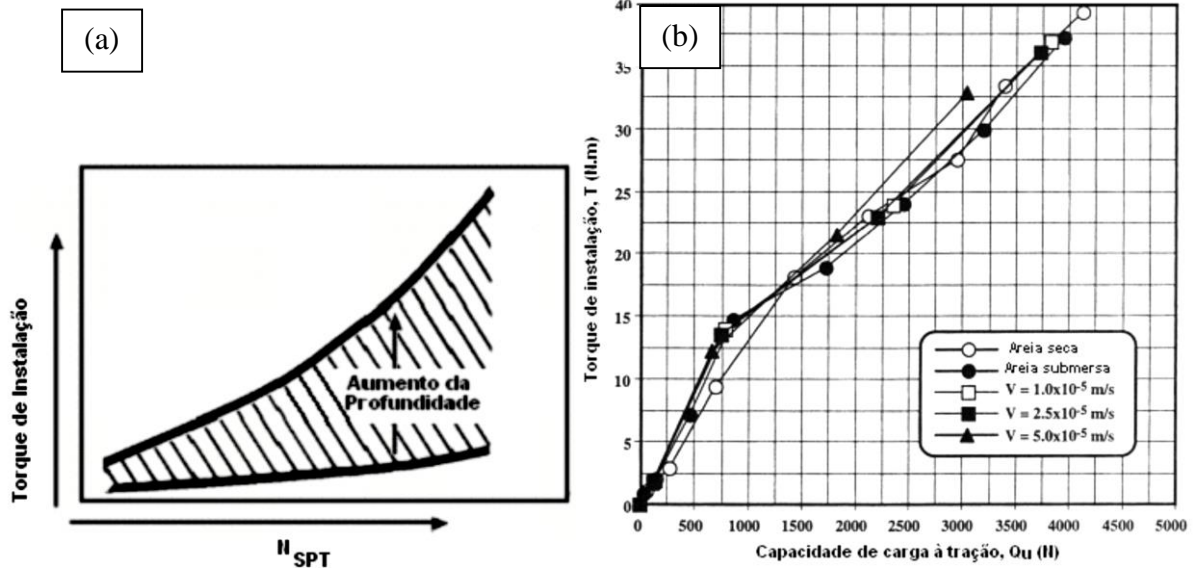 (a)
Torque de Instalação
Aumento da
Profundidade
N SPT
(b)
Torque de instalação, T (N.m)
40
35
30
25
20
15
10
5
0
0 500 1000 1500 2000 2500 3000 3500 4000 4500 5000
Capacidade de carga à tração, Qu (N)
Areia seca
Areia submersa
V = 1.0x10-5 m/s
V = 2.5x10-5 m/s
V = 5.0x10-5 m/s